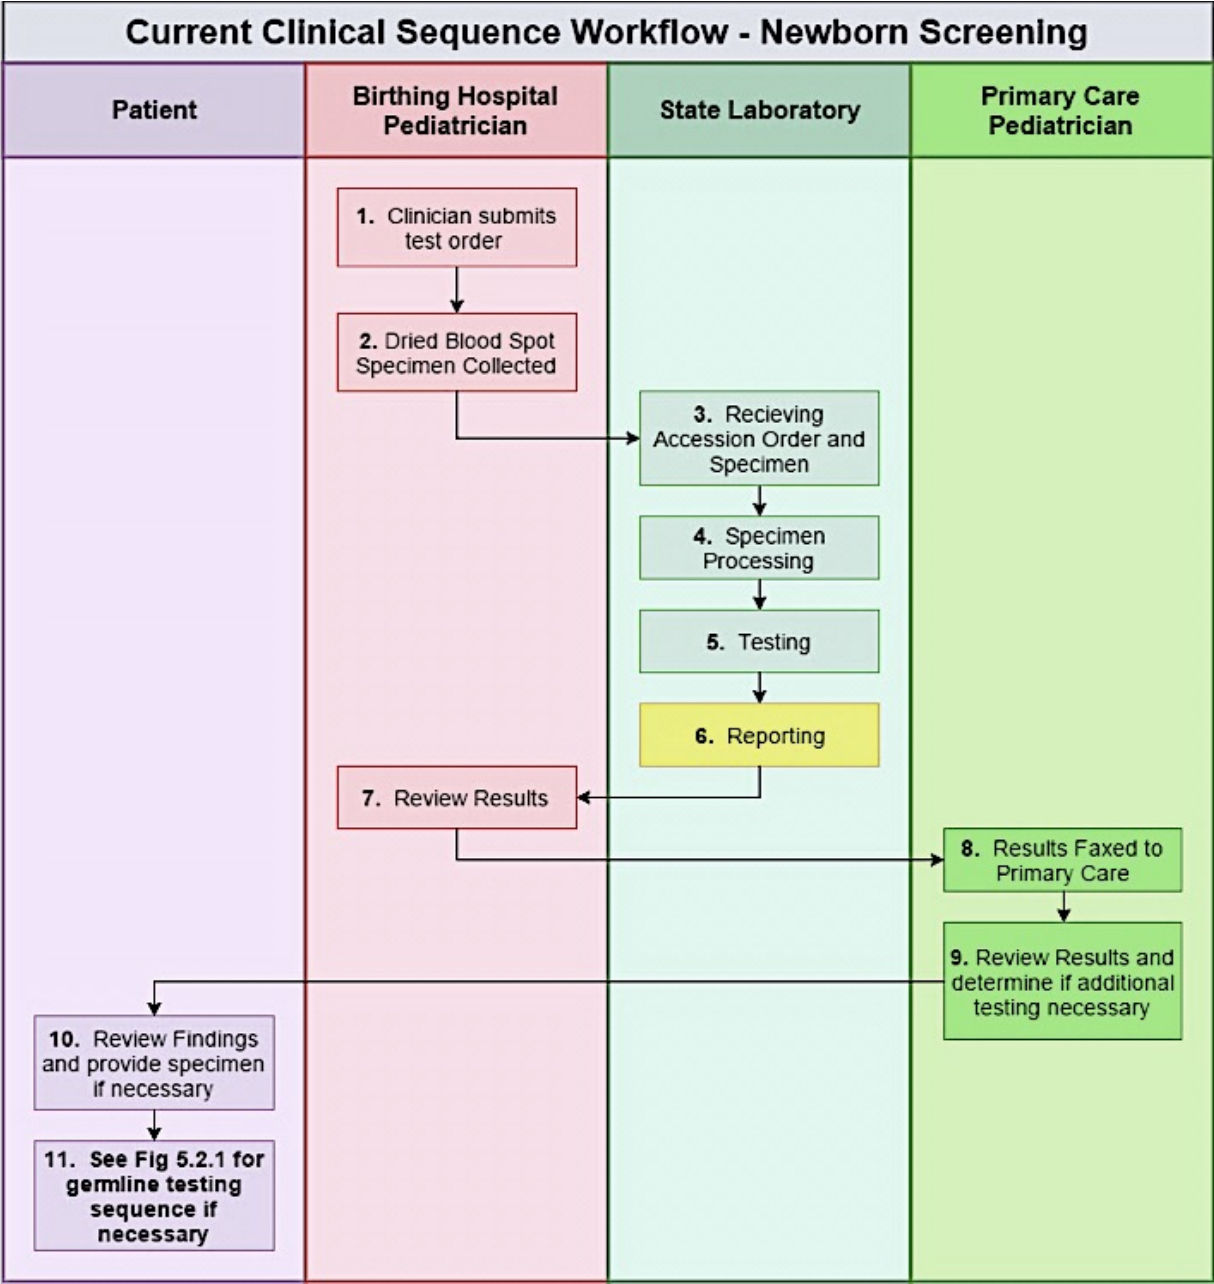 Current Clinical Sequence Workflow - Newborn Screening
Patient
Birthing Hospital
Pediatrician
State Laboratory
Primary Care
Pediatrician
1. Clinician submits
test order
2. Dried Blood Spot
Specimen Collected
3. Recieving
Accession Order and
Specimen
4. Specimen
Processing
5. Testing
6. Reporting
7. Review Results
8. Results Faxed to
Primary Care
9. Review Results and
determine if additional
testing necessary
10. Review Findings
and provide specimen
if necessary
11. See Fig 5.2.1 for
germline testing
sequence if
necessary